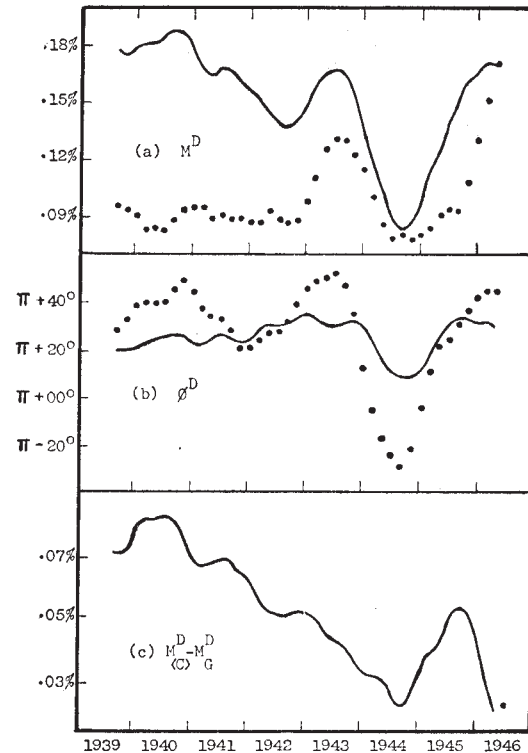 .18%
.15%
.12%
.09%
(a) M^D
π + 40°
π + 20°
π + 00°
π - 20°
(b) ø^D
.07%
.05%
.03%
(c) M^D_⟨C⟩-M^D_G
1939 1940 1941 1942 1943 1944 1945 1946